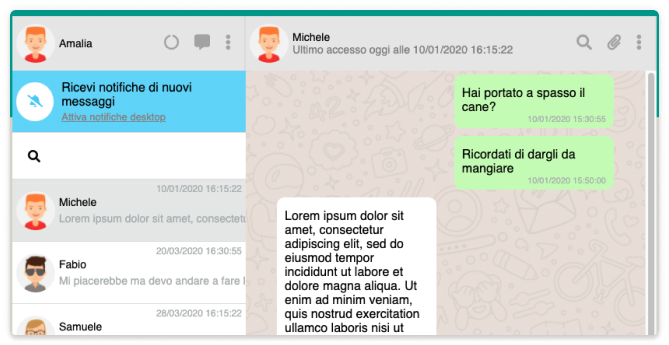 Amalia
Ricevi notifiche di nuovi
messaggi
Attiva notifiche desktop
10/01/2020 16:15:22
Michele
Lorem ipsum dolor sit amet, consectetu
20/03/2020 16:30:55
Fabio
Mi piacerebbe ma devo andare a fare l
28/03/2020 16:15:22
Samuele
Michele
Ultimo accesso oggi alle 10/01/2020 16:15:22
Hai portato a spasso il
cane?
10/01/2020 15:30:55
Ricordati di dargli da
mangiare
10/01/2020 15:50:00
Lorem ipsum dolor sit
amet, consectetur
adipiscing elit, sed do
eiusmod tempor
incididunt ut labore et
dolore magna aliqua. Ut
enim ad minim veniam,
quis nostrud exercitation
ullamco laboris nisi ut